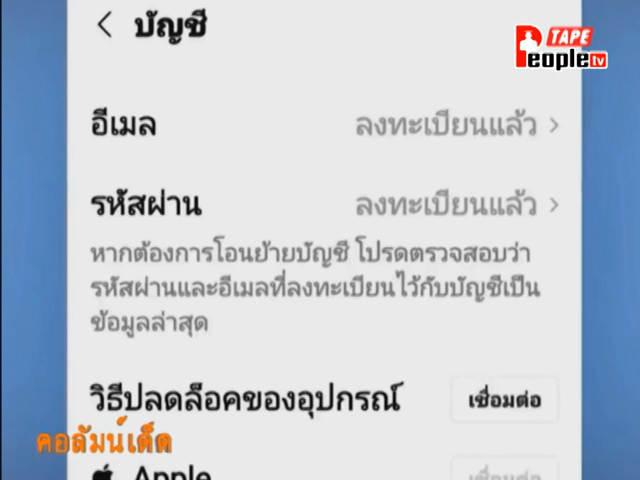 บัญชี
TAPE
People tv
อีเมล
ลงทะเบียนแล้ว
รหัสผ่าน
ลงทะเบียนแล้ว
หากต้องการโอนย้ายบัญชี โปรดตรวจสอบว่า
รหัสผ่านและอีเมลที่ลงทะเบียนไว้กับบัญชีเป็น
ข้อมูลล่าสุด
วิธีปลดล็อคของอุปกรณ์
เชื่อมต่อ
คอลัมน์เด็ด
Apple
เชื่อมต่อ